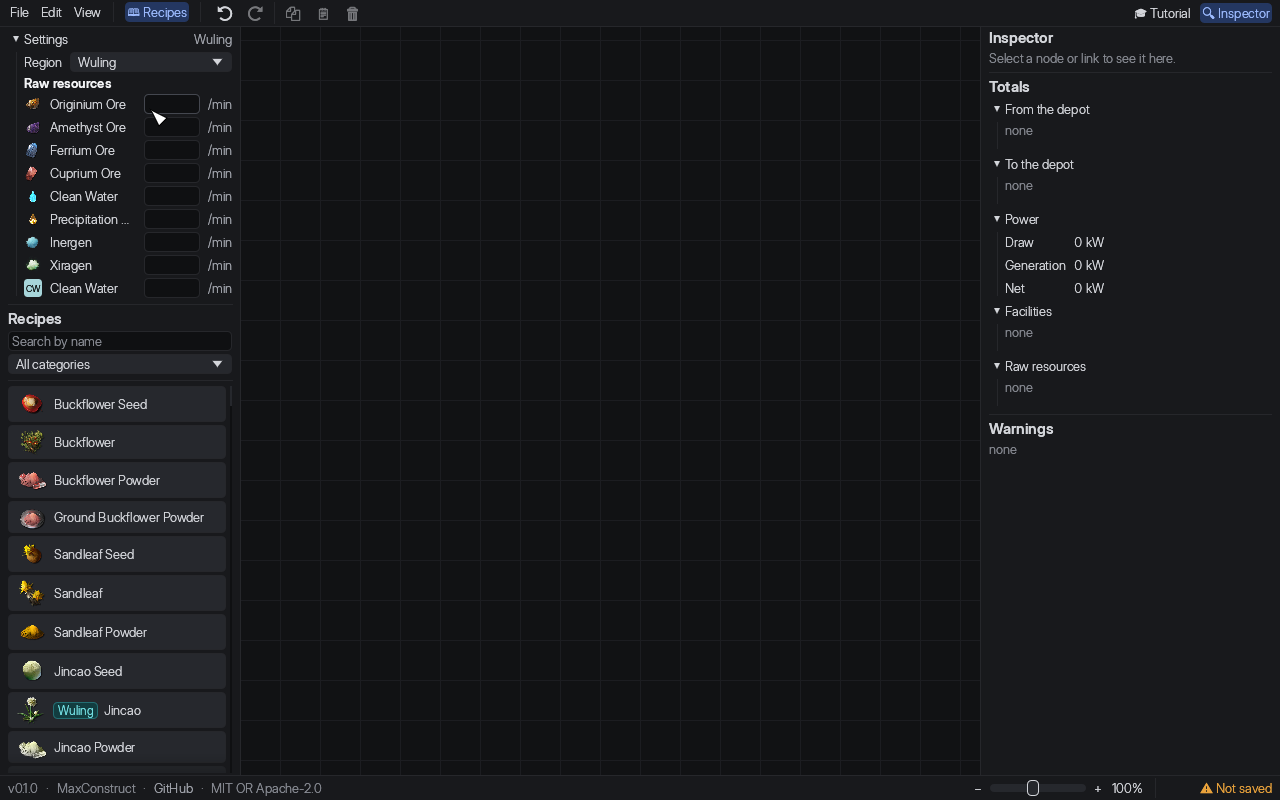 File Edit View Recipes Tutorial Inspector
Settings Wuling
Region Wuling
Raw resources
Originium Ore /min
Amethyst Ore /min
Ferrium Ore /min
Cuprium Ore /min
Clean Water /min
Precipitation ... /min
Inergen /min
Xiragen /min
CW Clean Water /min
Recipes
Search by name
All categories
Buckflower Seed
Buckflower
Buckflower Powder
Ground Buckflower Powder
Sandleaf Seed
Sandleaf
Sandleaf Powder
Jincao Seed
Wuling Jincao
Jincao Powder
Inspector
Select a node or link to see it here.
Totals
From the depot
none
To the depot
none
Power
Draw 0 kW
Generation 0 kW
Net 0 kW
Facilities
none
Raw resources
none
Warnings
none
v0.1.0 · MaxConstruct · GitHub · MIT OR Apache-2.0 − + 100% Not saved